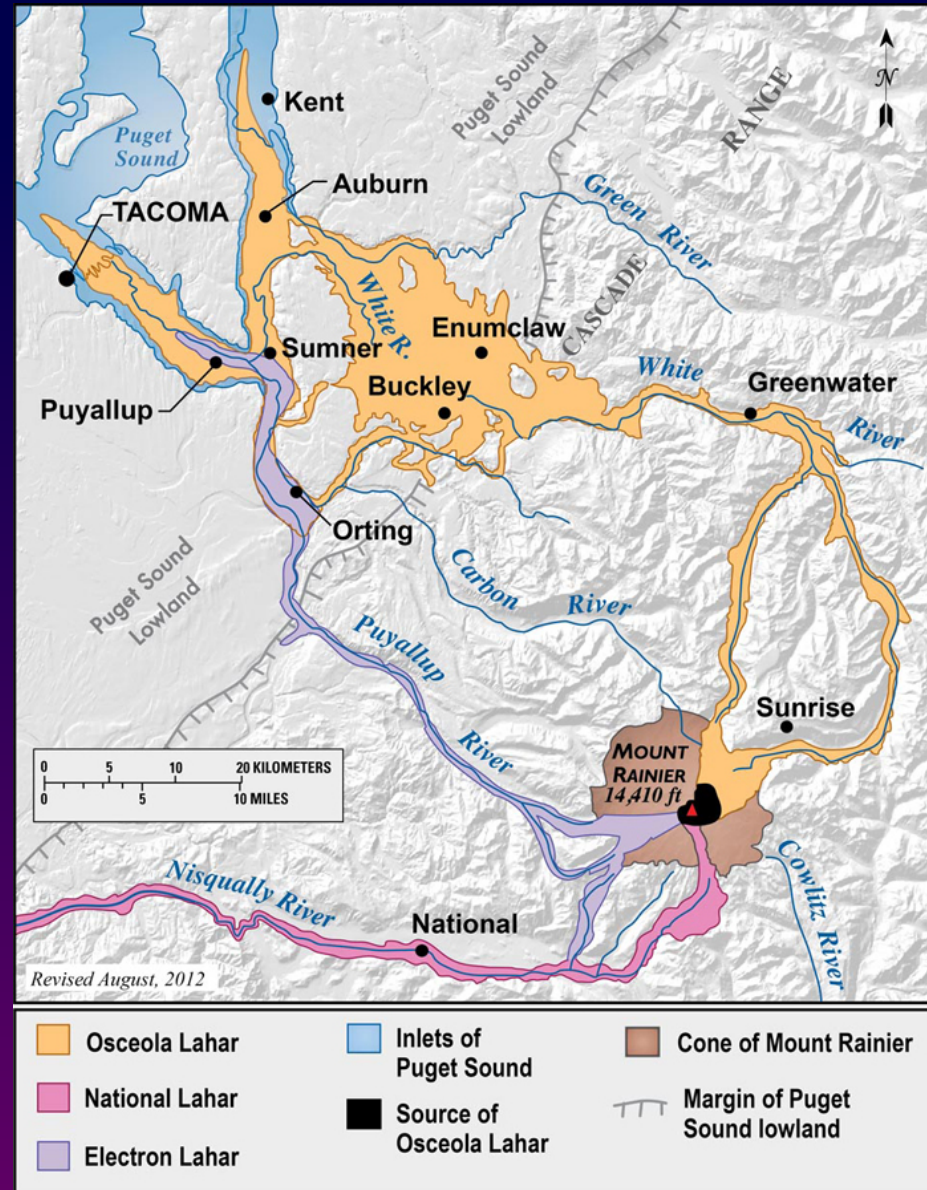 N
Kent
Puget Sound
Lowland
RANGE
Puget
Sound
Auburn
TACOMA
Green River
CASCADE
White R.
Enumclaw
Sumner
White
Greenwater
Buckley
Puyallup
River
Orting
Puget Sound
Lowland
Carbon River
Puyallup
River
Sunrise
MOUNT
RAINIER
14,410 ft
0 5 10 20 KILOMETERS
0 5 10 MILES
Cowlitz River
Nisqually River
National
Revised August, 2012
Osceola Lahar
National Lahar
Electron Lahar
Inlets of
Puget Sound
Source of
Osceola Lahar
Cone of Mount Rainier
Margin of Puget
Sound lowland